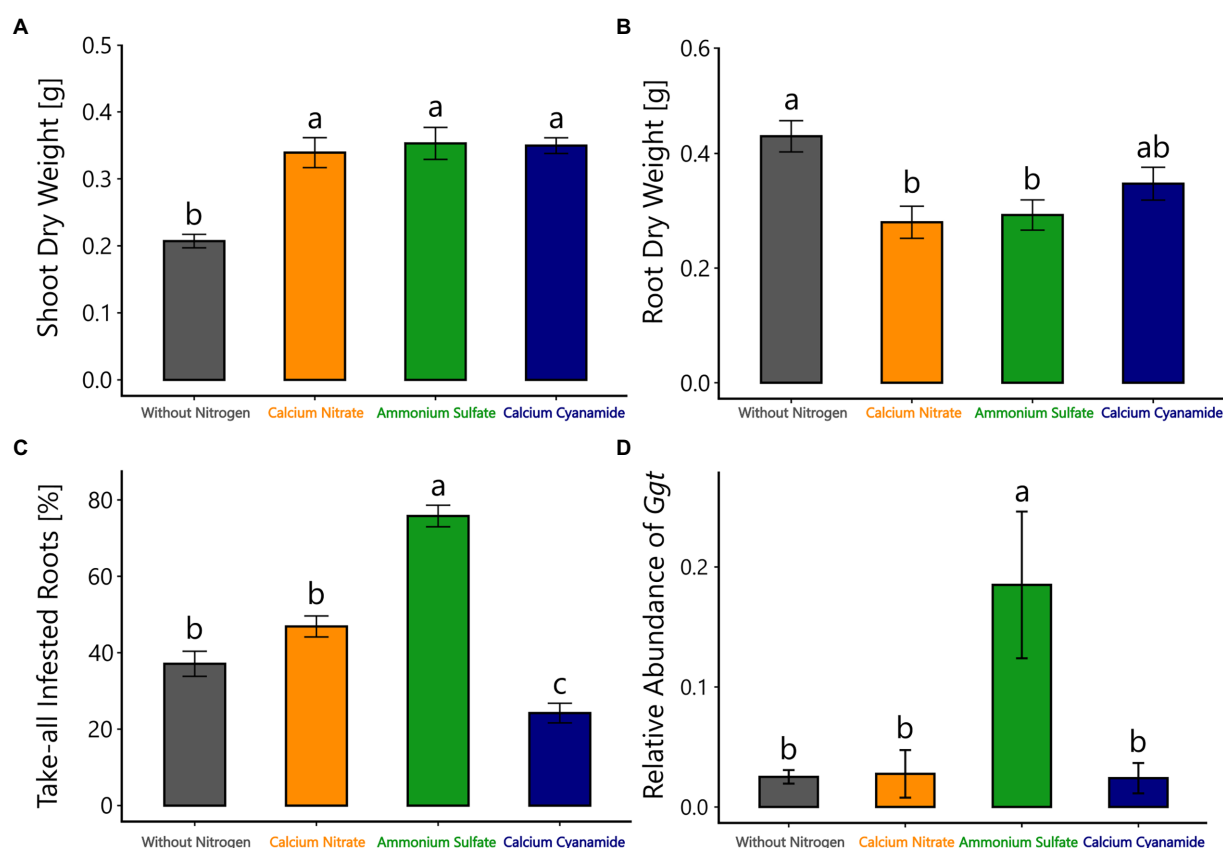 A
Shoot Dry Weight [g]
0.5
0.4
0.3
0.2
0.1
0.0
b
a
a
a
Without Nitrogen
Calcium Nitrate
Ammonium Sulfate
Calcium Cyanamide
B
Root Dry Weight [g]
0.6
0.4
0.2
0.0
a
b
b
ab
Without Nitrogen
Calcium Nitrate
Ammonium Sulfate
Calcium Cyanamide
C
Take-all Infested Roots [%]
80
60
40
20
0
b
b
a
c
Without Nitrogen
Calcium Nitrate
Ammonium Sulfate
Calcium Cyanamide
D
Relative Abundance of Ggt
0.2
0.1
0.0
b
b
a
b
Without Nitrogen
Calcium Nitrate
Ammonium Sulfate
Calcium Cyanamide